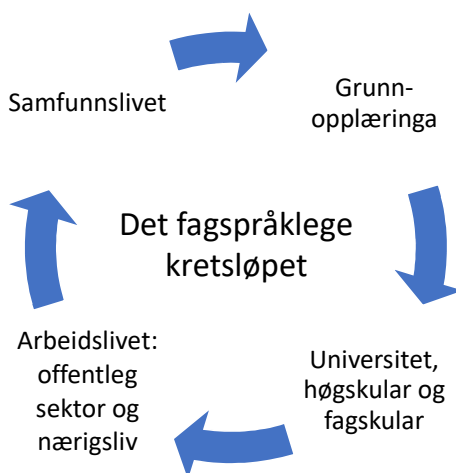 Samfunnslivet
Grunn-
opplæringa
Det fagspråklege
kretsløpet
Universitet,
høgskular og
fagskular
Arbeidslivet:
offentleg
sektor og
nærigsliv